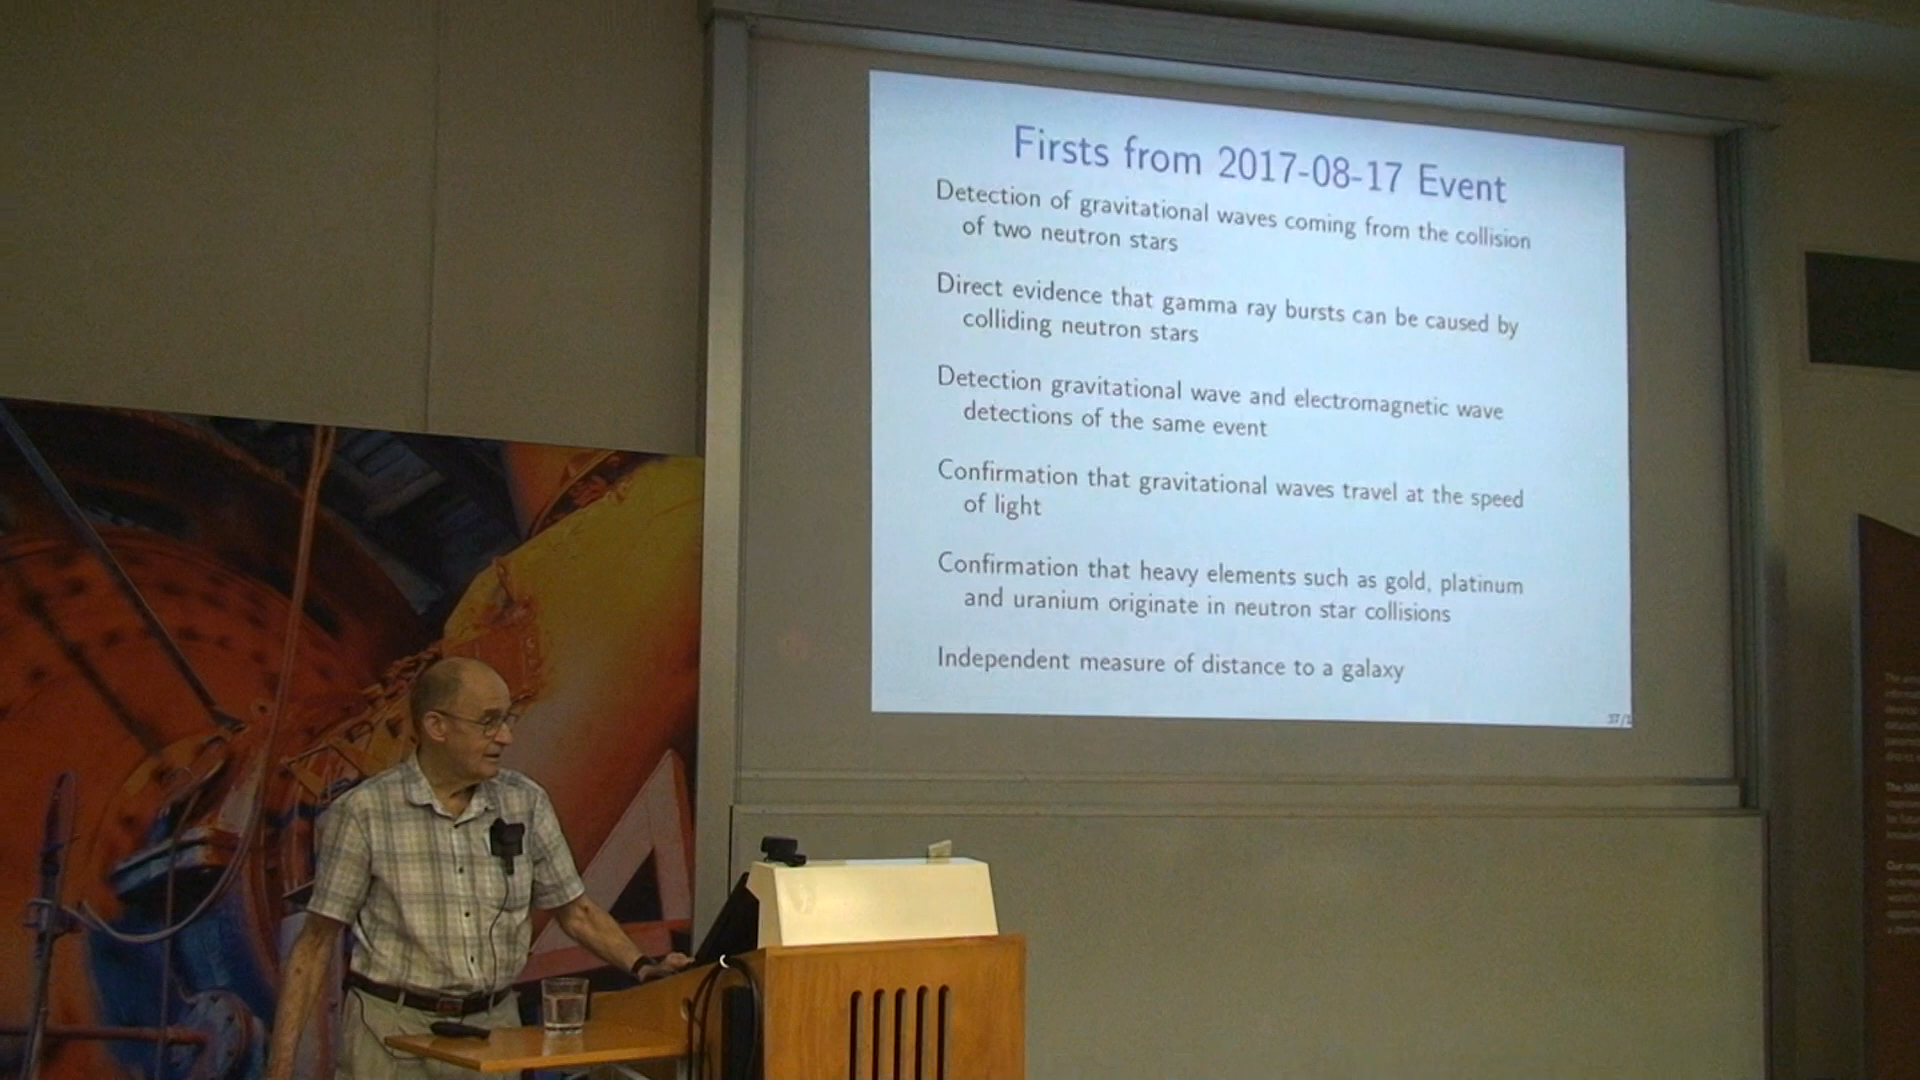 Firsts from 2017-08-17 Event
Detection of gravitational waves coming from the collision
of two neutron stars
Direct evidence that gamma ray bursts can be caused by
colliding neutron stars
Detection gravitational wave and electromagnetic wave
detections of the same event
Confirmation that gravitational waves travel at the speed
of light
Confirmation that heavy elements such as gold, platinum
and uranium originate in neutron star collisions
Independent measure of distance to a galaxy